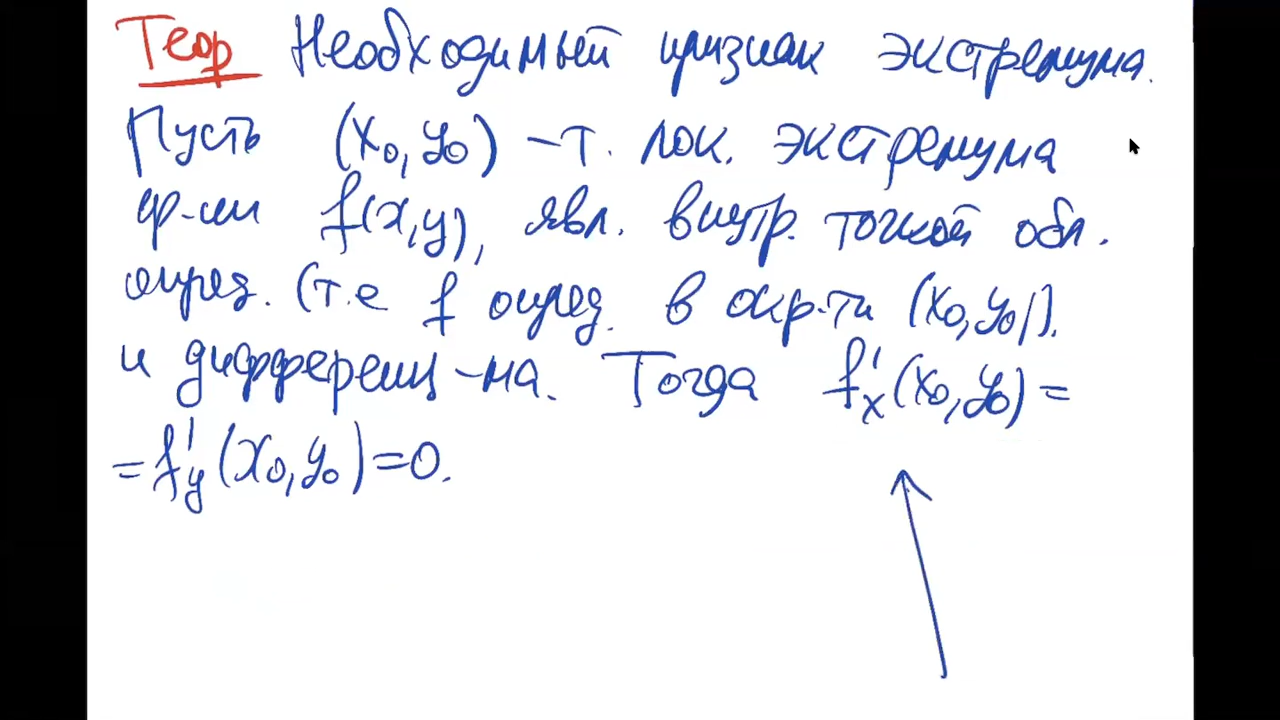 Теор Необходимый признак экстремума.
Пусть (x₀, y₀) – т. лок. экстремума
ф-ии f(x,y), явл. внутр. точкой обл.
опред. (т.е f опред. в окр-ти (x₀, y₀)).
и дифференц-ма. Тогда f'ₓ(x₀, y₀) =
= f'ᵧ(x₀, y₀) = 0.